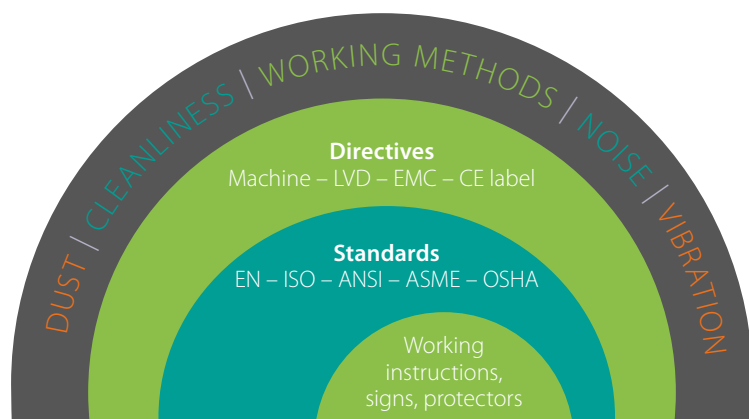 DUST | CLEANLINESS | WORKING METHODS | NOISE | VIBRATION
Directives
Machine – LVD – EMC – CE label
Standards
EN – ISO – ANSI – ASME – OSHA
Working
instructions,
signs, protectors